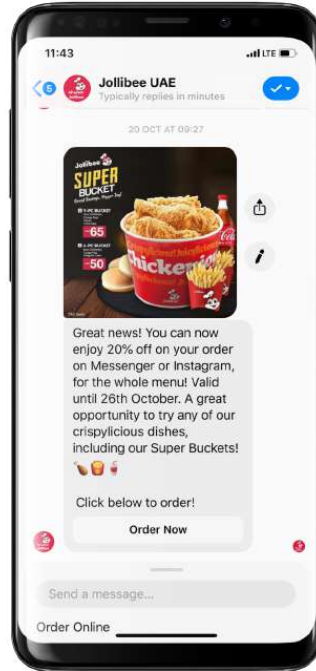 11:43
LTE
5
Jollibee UAE
Typically replies in minutes
20 OCT AT 09:27
Jollibee
SUPER
BUCKET
65
50
Coca
Chickenjoy
Great news! You can now
enjoy 20% off on your order
on Messenger or Instagram,
for the whole menu! Valid
until 26th October. A great
opportunity to try any of our
crispylicious dishes,
including our Super Buckets!
🍗🍟🥤
Click below to order!
Order Now
Send a message...
Order Online